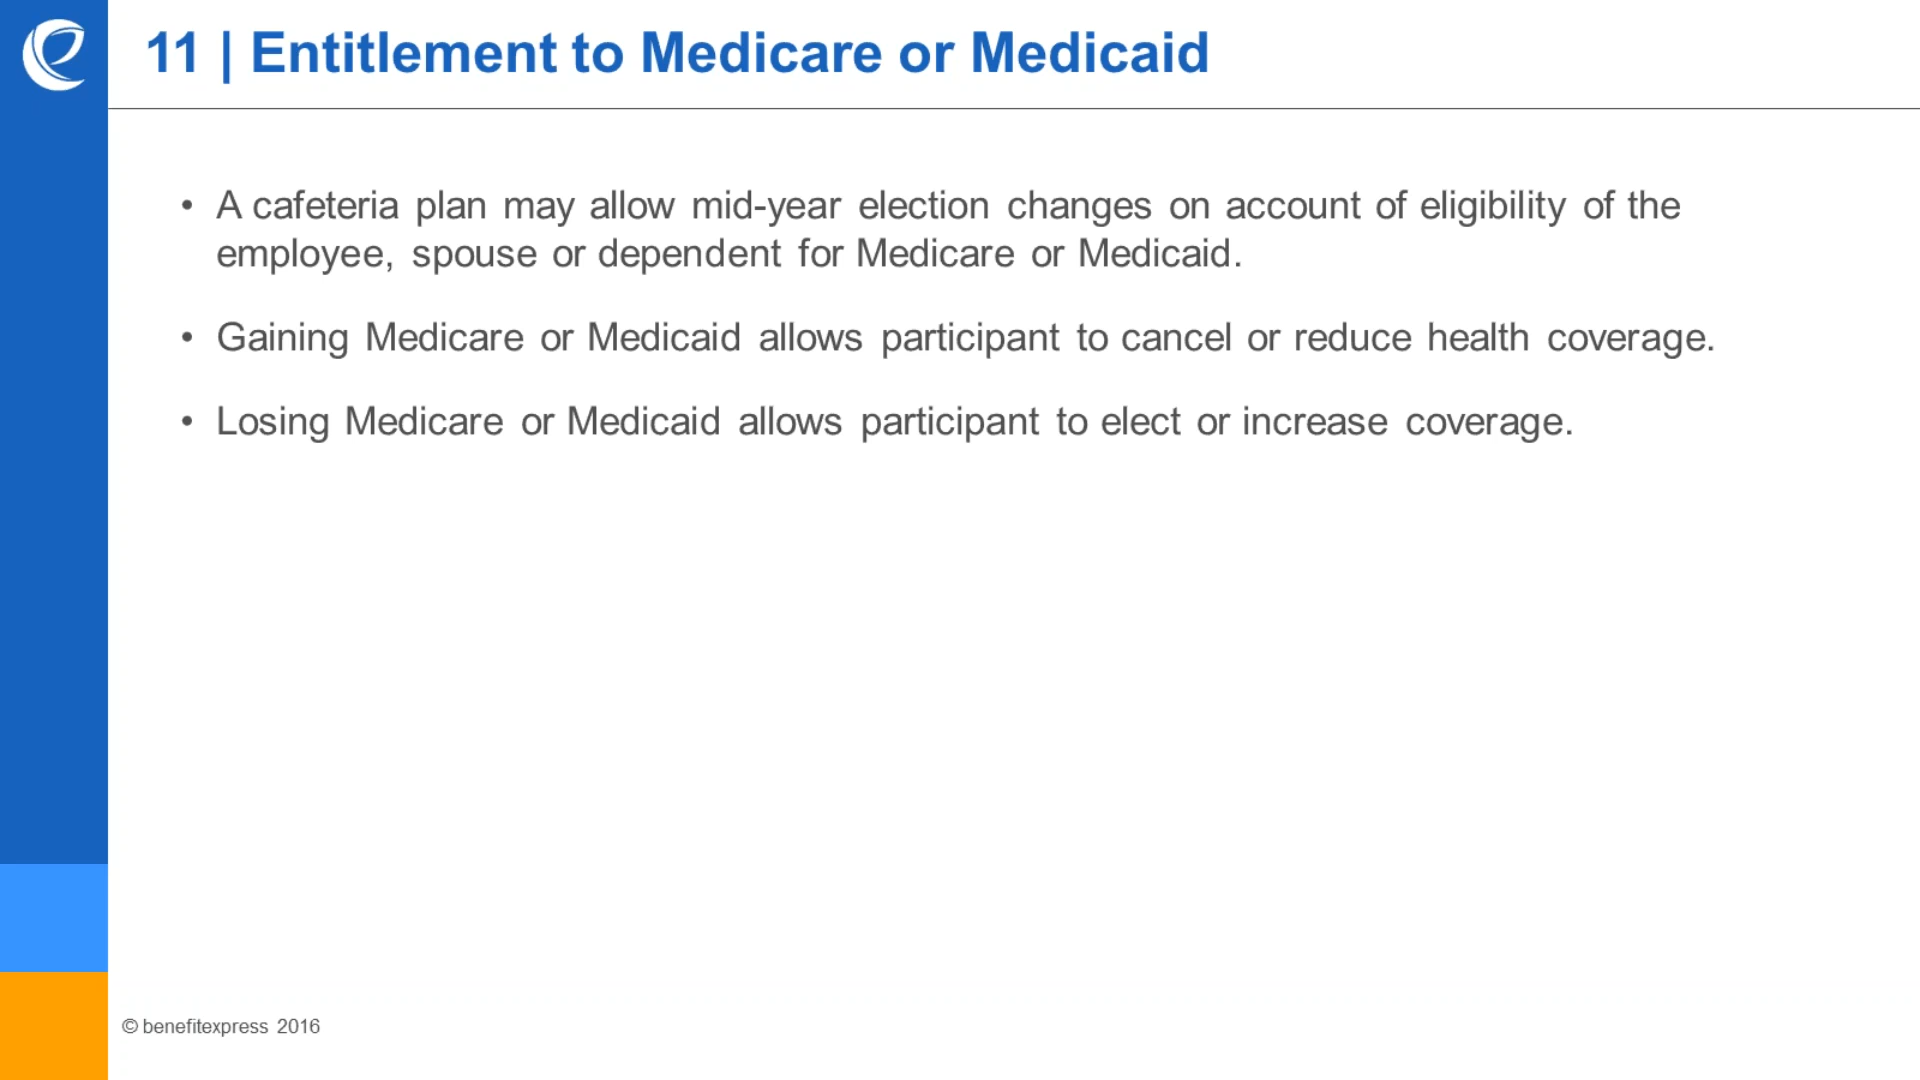 11 | Entitlement to Medicare or Medicaid
• A cafeteria plan may allow mid-year election changes on account of eligibility of the
employee, spouse or dependent for Medicare or Medicaid.
• Gaining Medicare or Medicaid allows participant to cancel or reduce health coverage.
• Losing Medicare or Medicaid allows participant to elect or increase coverage.
© benefitexpress 2016